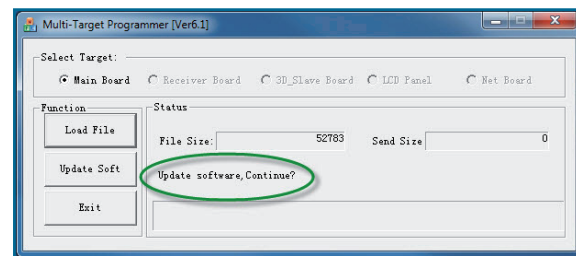 Multi-Target Programmer [Ver6.1]
Select Target:
Main Board Receiver Board 3D_Slave Board LCD Panel Net Board
Function
Status
Load File
File Size: 52783 Send Size 0
Update Soft
Update software,Continue?
Exit